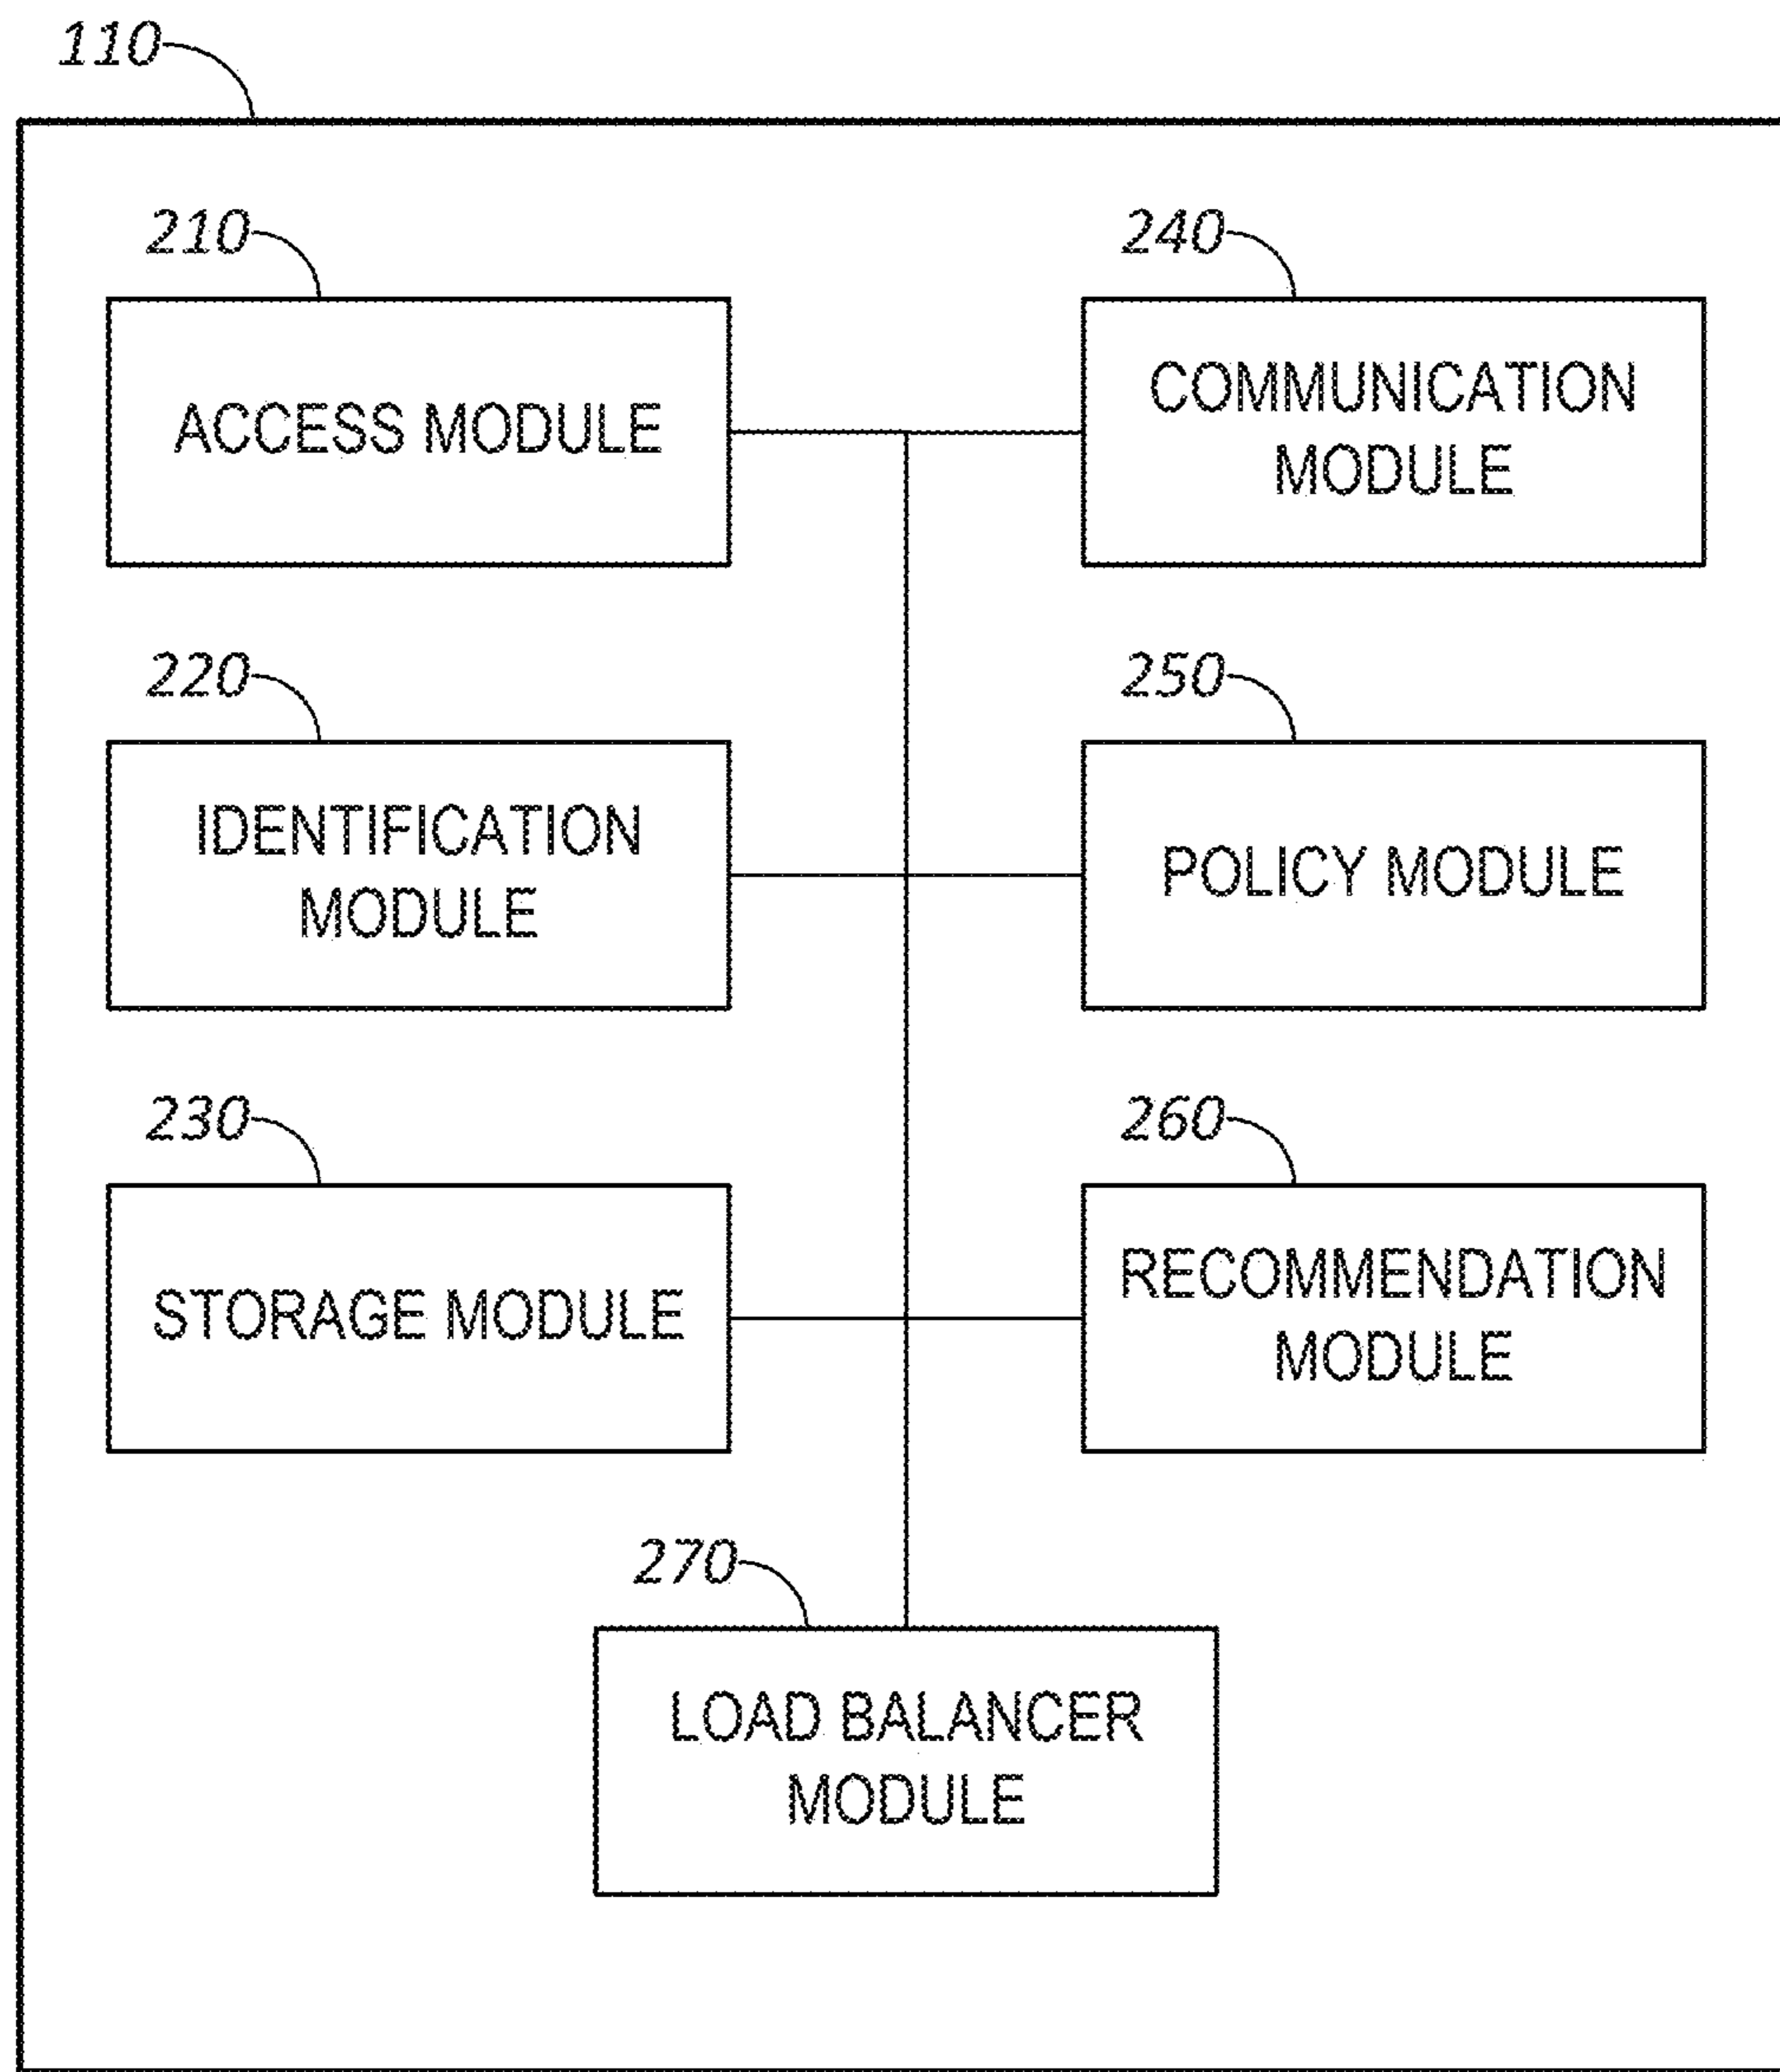 110
210
ACCESS MODULE
240
COMMUNICATION
MODULE
220
IDENTIFICATION
MODULE
250
POLICY MODULE
230
STORAGE MODULE
260
RECOMMENDATION
MODULE
270
LOAD BALANCER
MODULE